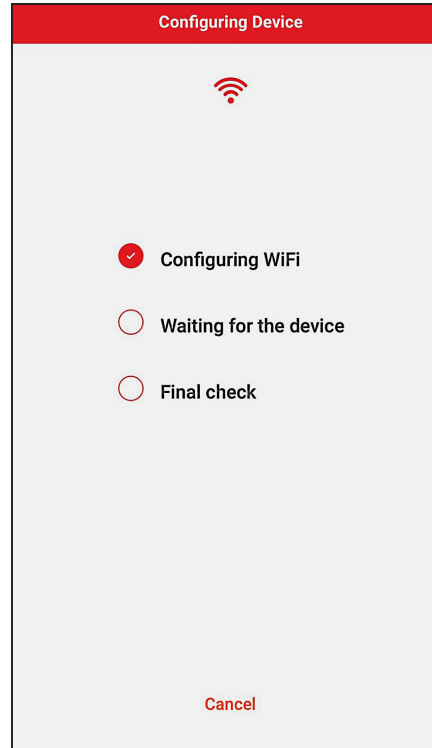 Configuring Device
Configuring WiFi
Waiting for the device
Final check
Cancel